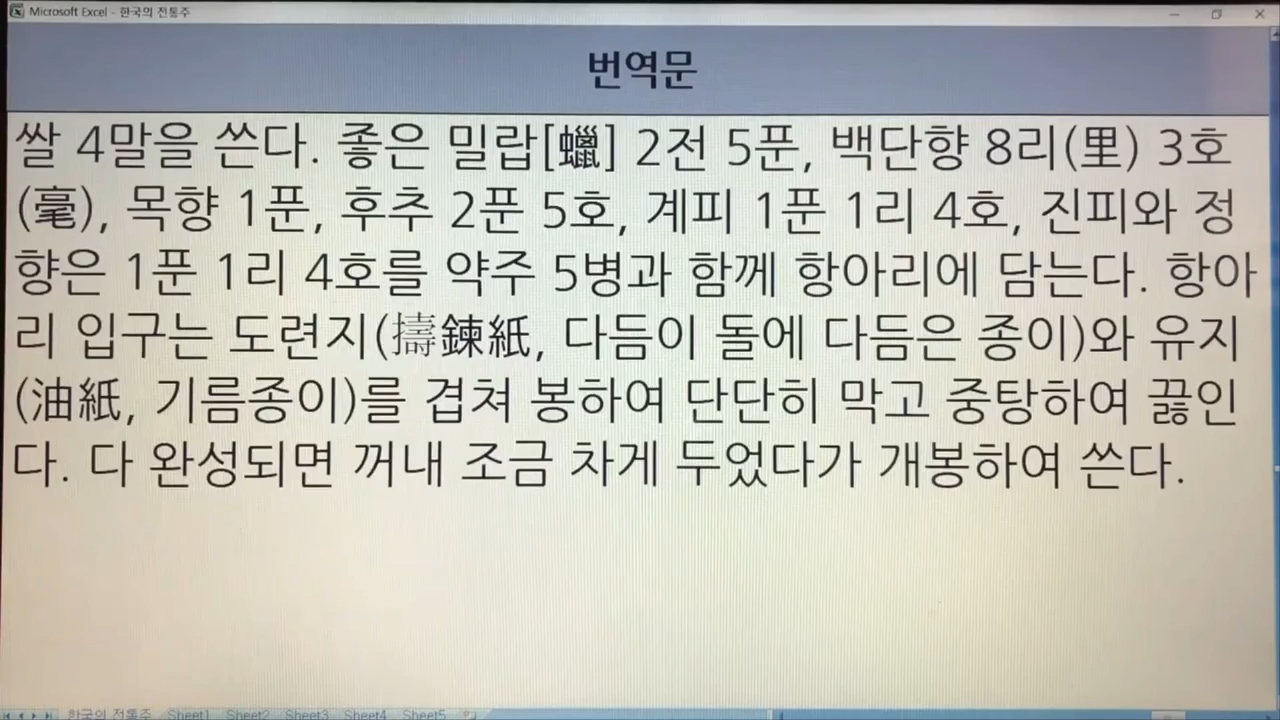 Microsoft Excel - 한국의 전통주
번역문
쌀 4말을 쓴다. 좋은 밀랍[蠟] 2전 5푼, 백단향 8리(里) 3호
(毫), 목향 1푼, 후추 2푼 5호, 계피 1푼 1리 4호, 진피와 정
향은 1푼 1리 4호를 약주 5병과 함께 항아리에 담는다. 항아
리 입구는 도련지(擣鍊紙, 다듬이 돌에 다듬은 종이)와 유지
(油紙, 기름종이)를 겹쳐 봉하여 단단히 막고 중탕하여 끓인
다. 다 완성되면 꺼내 조금 차게 두었다가 개봉하여 쓴다.
한국의 전통주 Sheet1 Sheet2 Sheet3 Sheet4 Sheet5